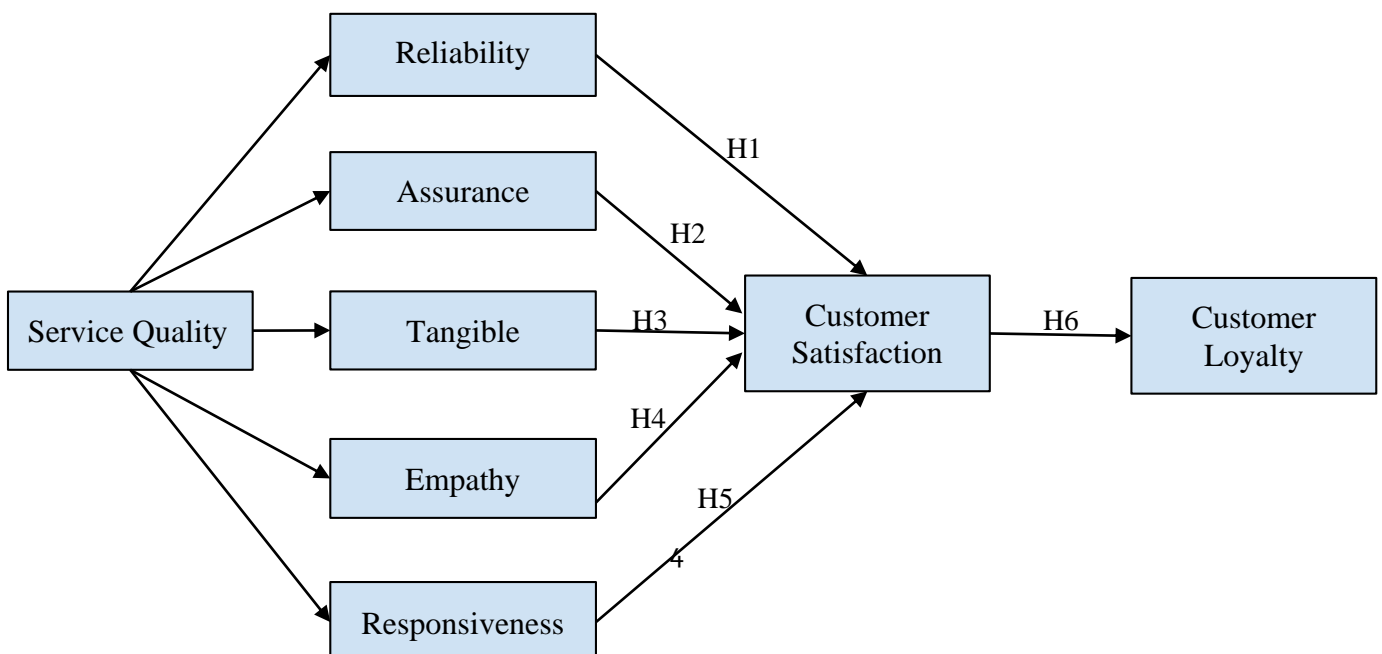 Reliability
H1
Assurance
H2
Service Quality
Tangible
H3
Customer
Satisfaction
H6
Customer
Loyalty
H4
Empathy
H5
4
Responsiveness